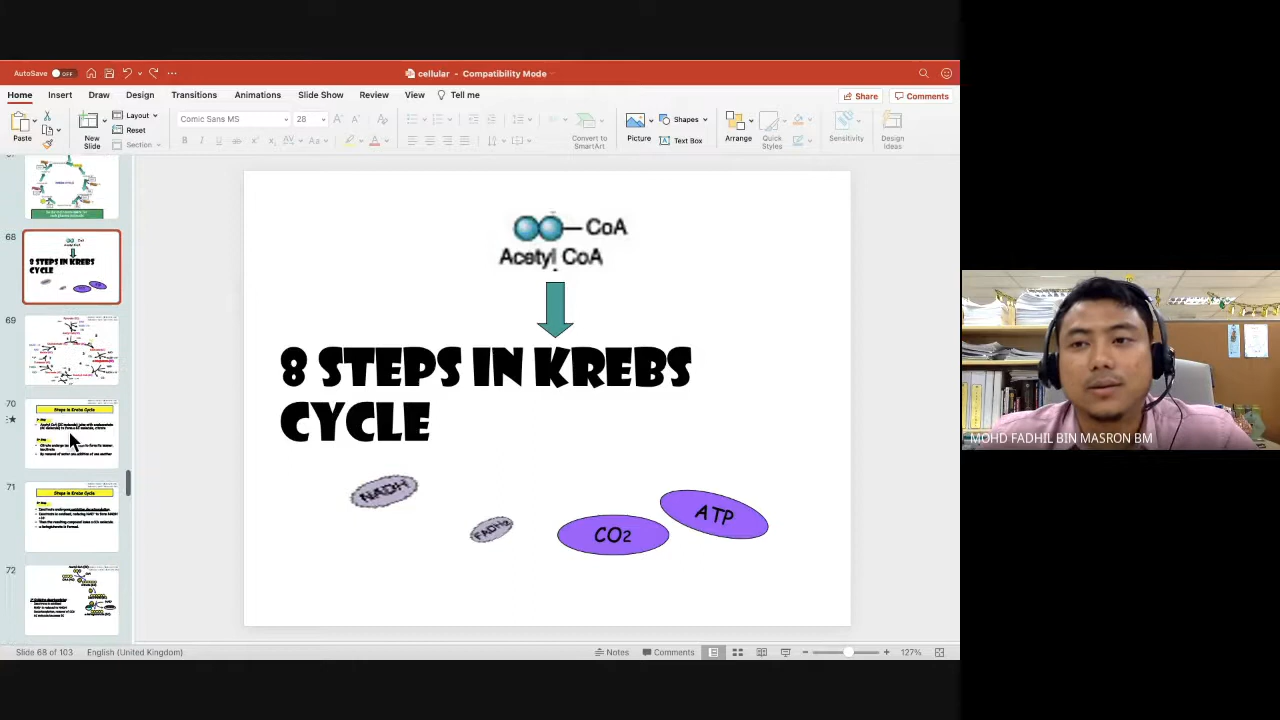 AutoSave OFF
cellular - Compatibility Mode
Home Insert Draw Design Transitions Animations Slide Show Review View Tell me
Share Comments
Paste
New Slide
Layout
Reset
Section
Comic Sans MS 28
Convert to SmartArt
Picture
Shapes
Text Box
Arrange
Quick Styles
Sensitivity
Design Ideas
68
8 STEPS IN KREBS
CYCLE
69
70
Steps in Krebs Cycle
71
Steps in Krebs Cycle
72
CoA
Acetyl CoA
8 STEPS IN KREBS
CYCLE
NADH
FADH2
CO2
ATP
MOHD FADHIL BIN MASRON BM
Slide 68 of 103 English (United Kingdom)
Notes Comments 127%